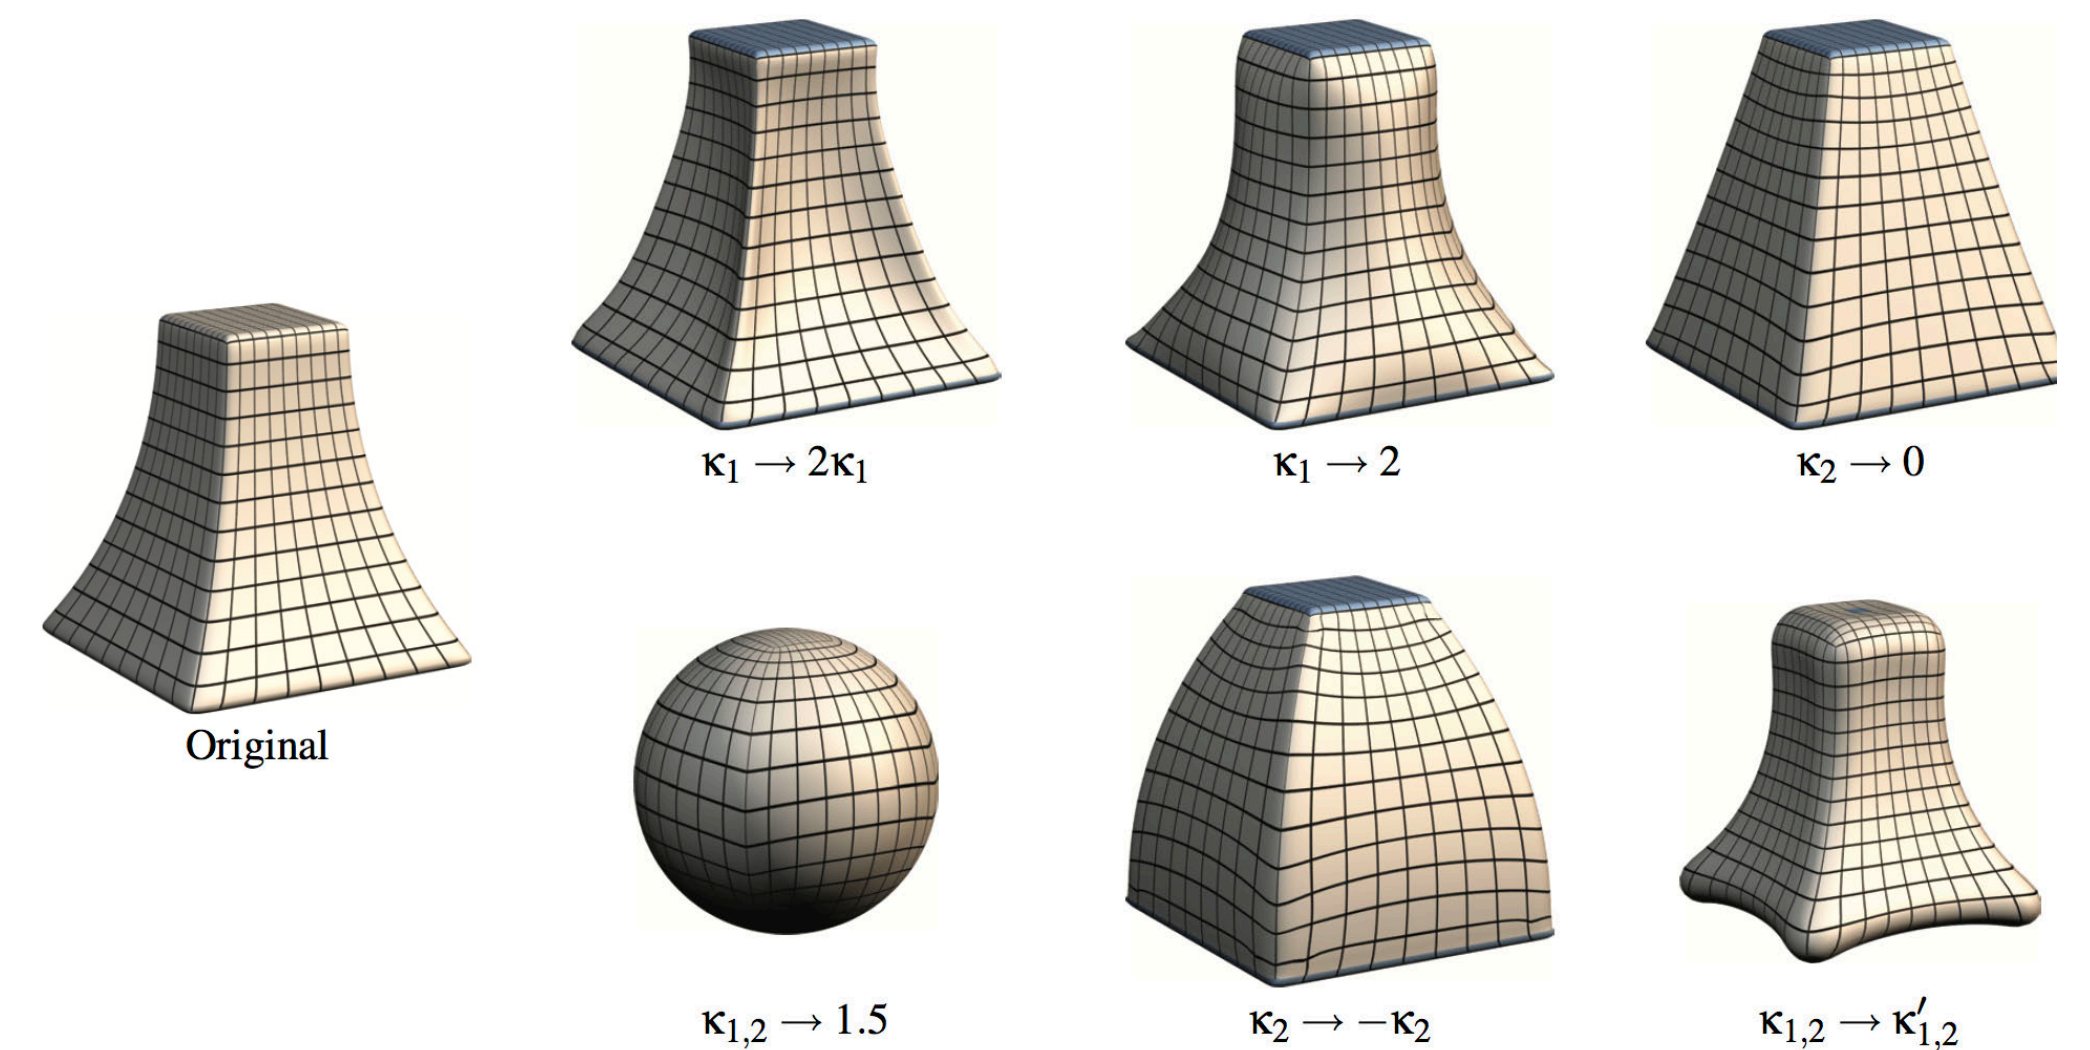 κ₁ → 2κ₁
κ₁ → 2
κ₂ → 0
Original
κ₁,₂ → 1.5
κ₂ → −κ₂
κ₁,₂ → κ′₁,₂